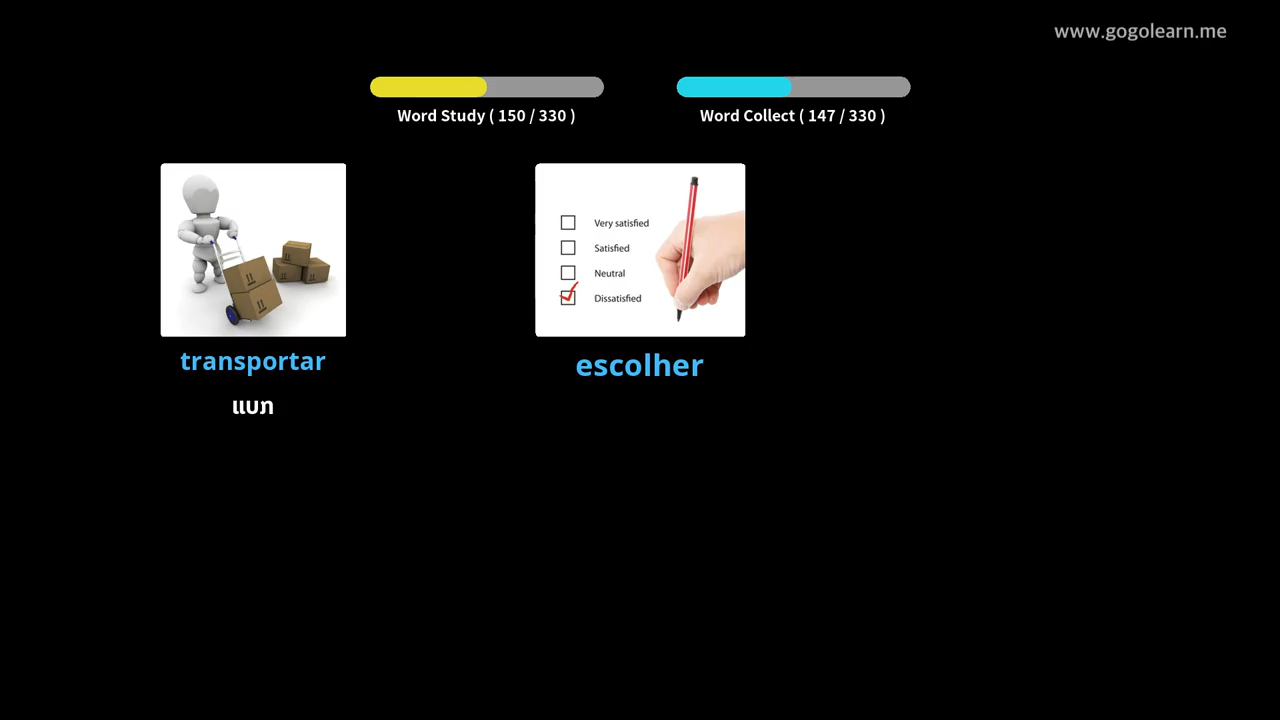 www.gogolearn.me
Word Study ( 150 / 330 )
Word Collect ( 147 / 330 )
Very satisfied
Satisfied
Neutral
Dissatisfied
transportar
แบก
escolher